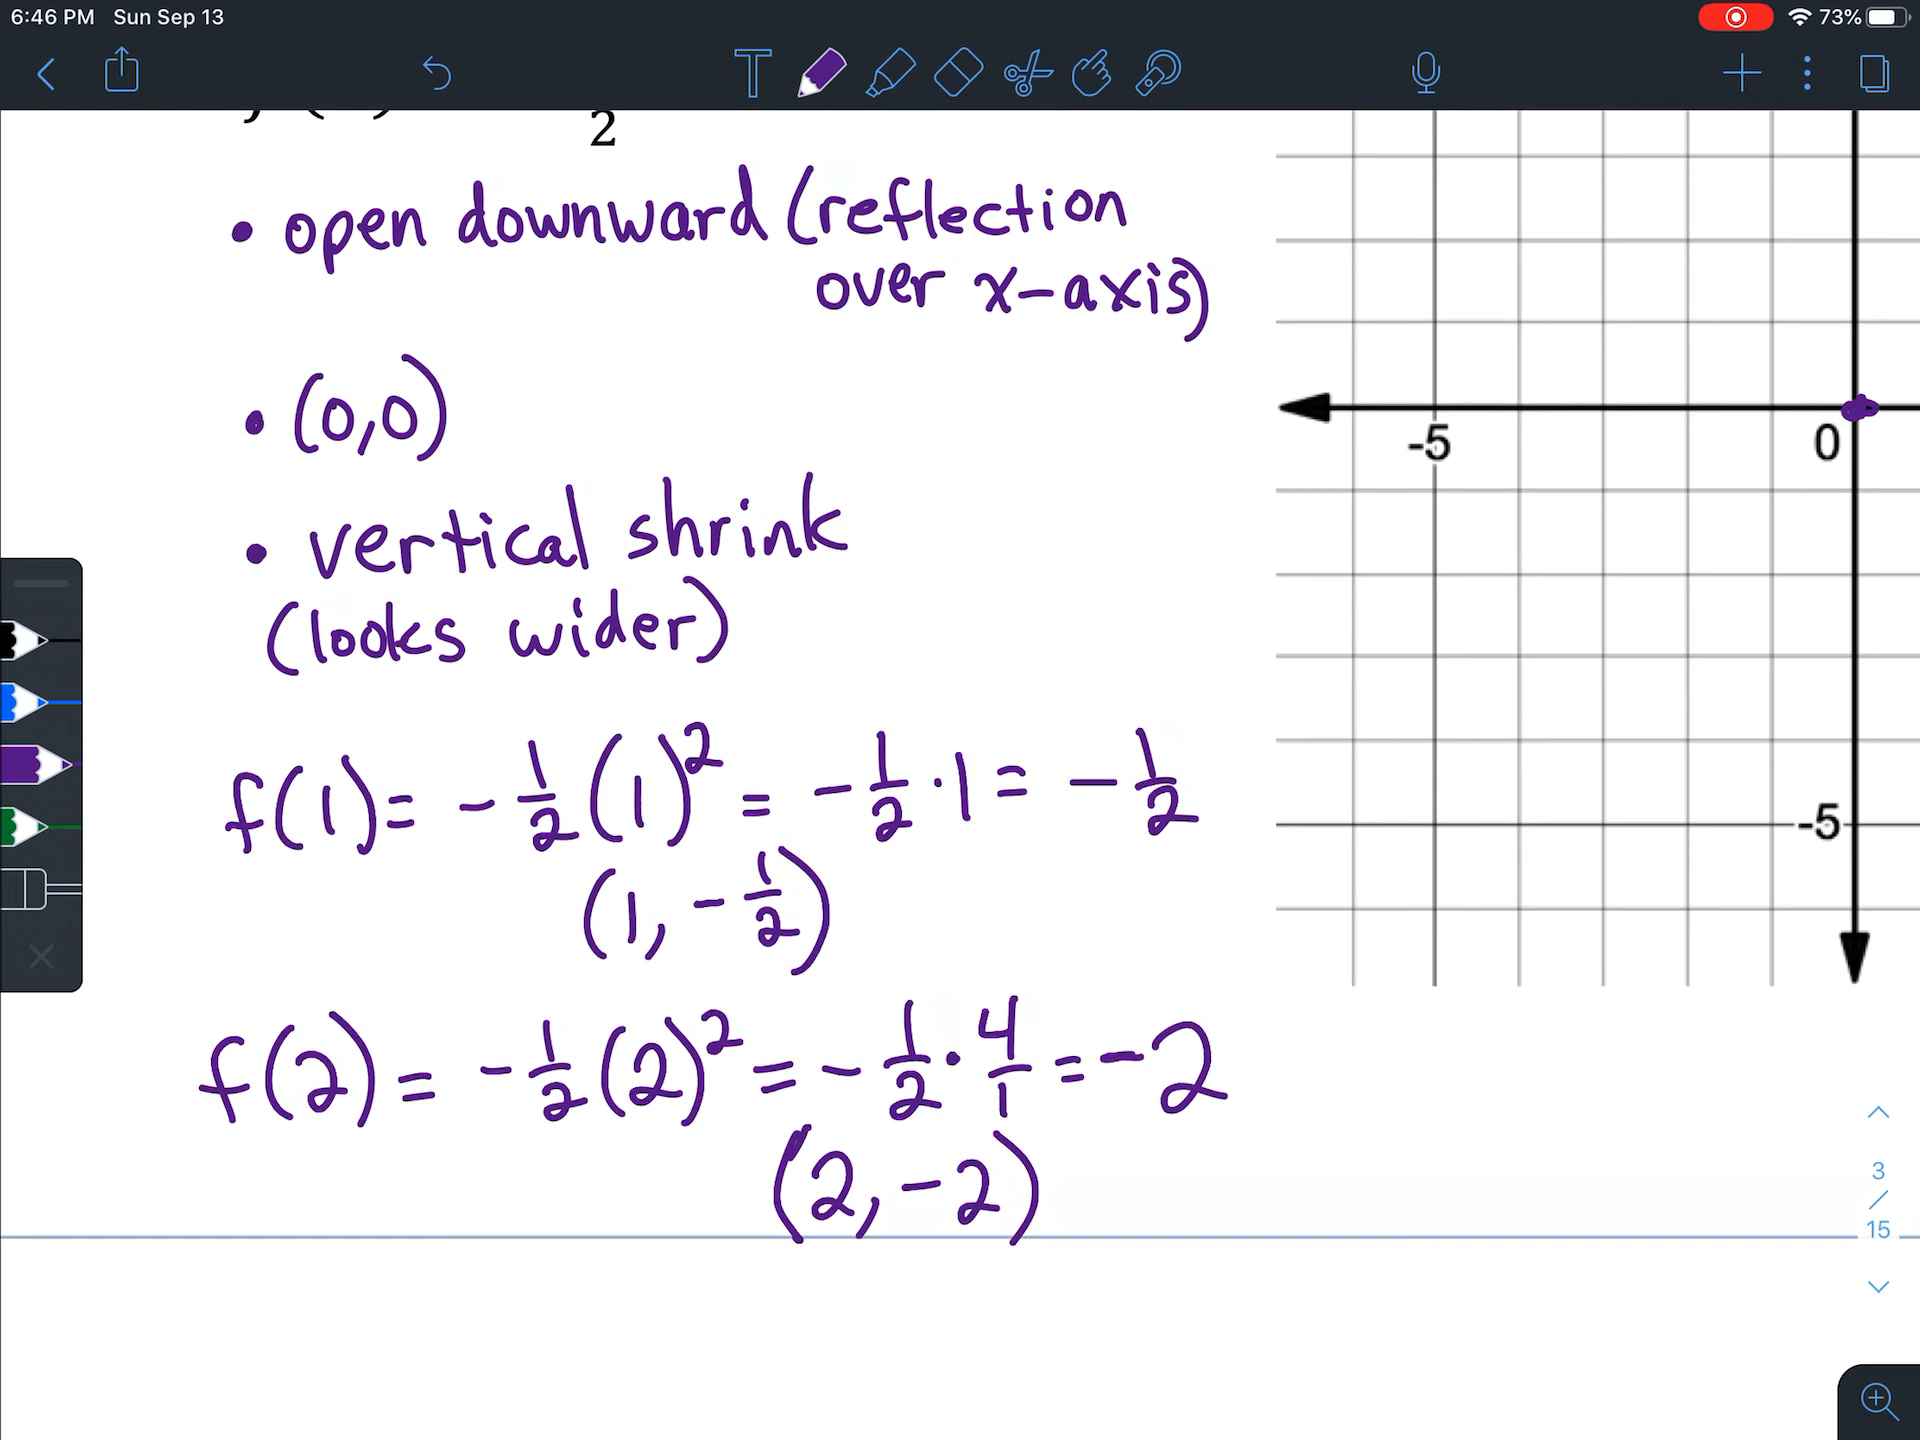 6:46 PM Sun Sep 13
73%
T
2
• open downward (reflection
over x-axis)
• (0,0)
• vertical shrink
(looks wider)
f(1) = -1/2(1)² = -1/2 · 1 = -1/2
(1, -1/2)
f(2) = -1/2(2)² = -1/2 · 4/1 = -2
(2, -2)
-5
0
-5
3
/
15